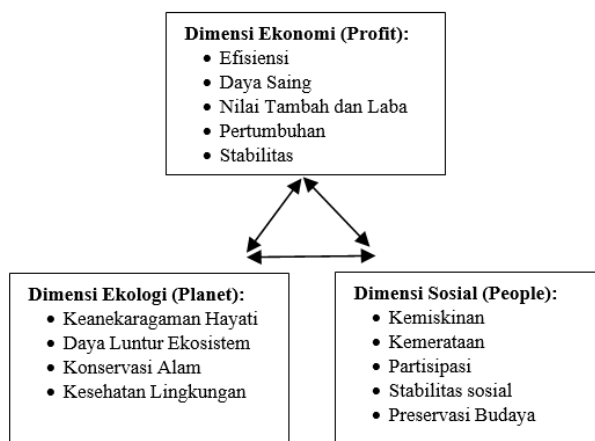 Dimensi Ekonomi (Profit):
• Efisiensi
• Daya Saing
• Nilai Tambah dan Laba
• Pertumbuhan
• Stabilitas
Dimensi Ekologi (Planet):
• Keanekaragaman Hayati
• Daya Luntur Ekosistem
• Konservasi Alam
• Kesehatan Lingkungan
Dimensi Sosial (People):
• Kemiskinan
• Kemerataan
• Partisipasi
• Stabilitas sosial
• Preservasi Budaya